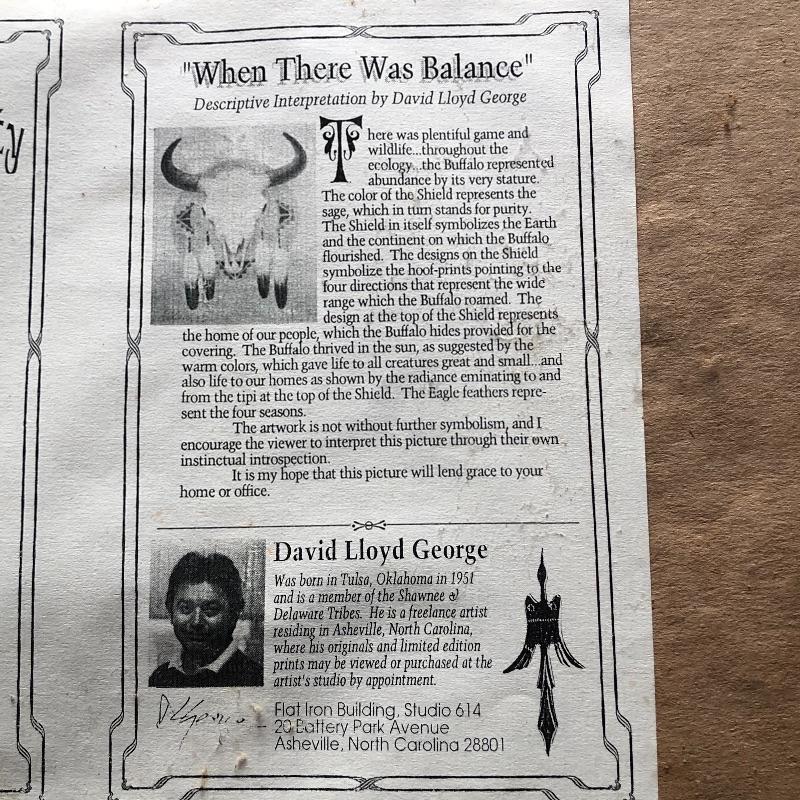 "When There Was Balance"
Descriptive Interpretation by David Lloyd George
There was plentiful game and
wildlife...throughout the
ecology...the Buffalo represented
abundance by its very stature.
The color of the Shield represents the
sage, which in turn stands for purity.
The Shield in itself symbolizes the Earth
and the continent on which the Buffalo
flourished. The designs on the Shield
symbolize the hoof-prints pointing to the
four directions that represent the wide
range which the Buffalo roamed. The
design at the top of the Shield represents
the home of our people, which the Buffalo hides provided for the
covering. The Buffalo thrived in the sun, as suggested by the
warm colors, which gave life to all creatures great and small...and
also life to our homes as shown by the radiance eminating to and
from the tipi at the top of the Shield. The Eagle feathers repre-
sent the four seasons.
The artwork is not without further symbolism, and I
encourage the viewer to interpret this picture through their own
instinctual introspection.
It is my hope that this picture will lend grace to your
home or office.
David Lloyd George
Was born in Tulsa, Oklahoma in 1951
and is a member of the Shawnee &
Delaware Tribes. He is a freelance artist
residing in Asheville, North Carolina,
where his originals and limited edition
prints may be viewed or purchased at the
artist's studio by appointment.
Flat Iron Building, Studio 614
20 Battery Park Avenue
Asheville, North Carolina 28801